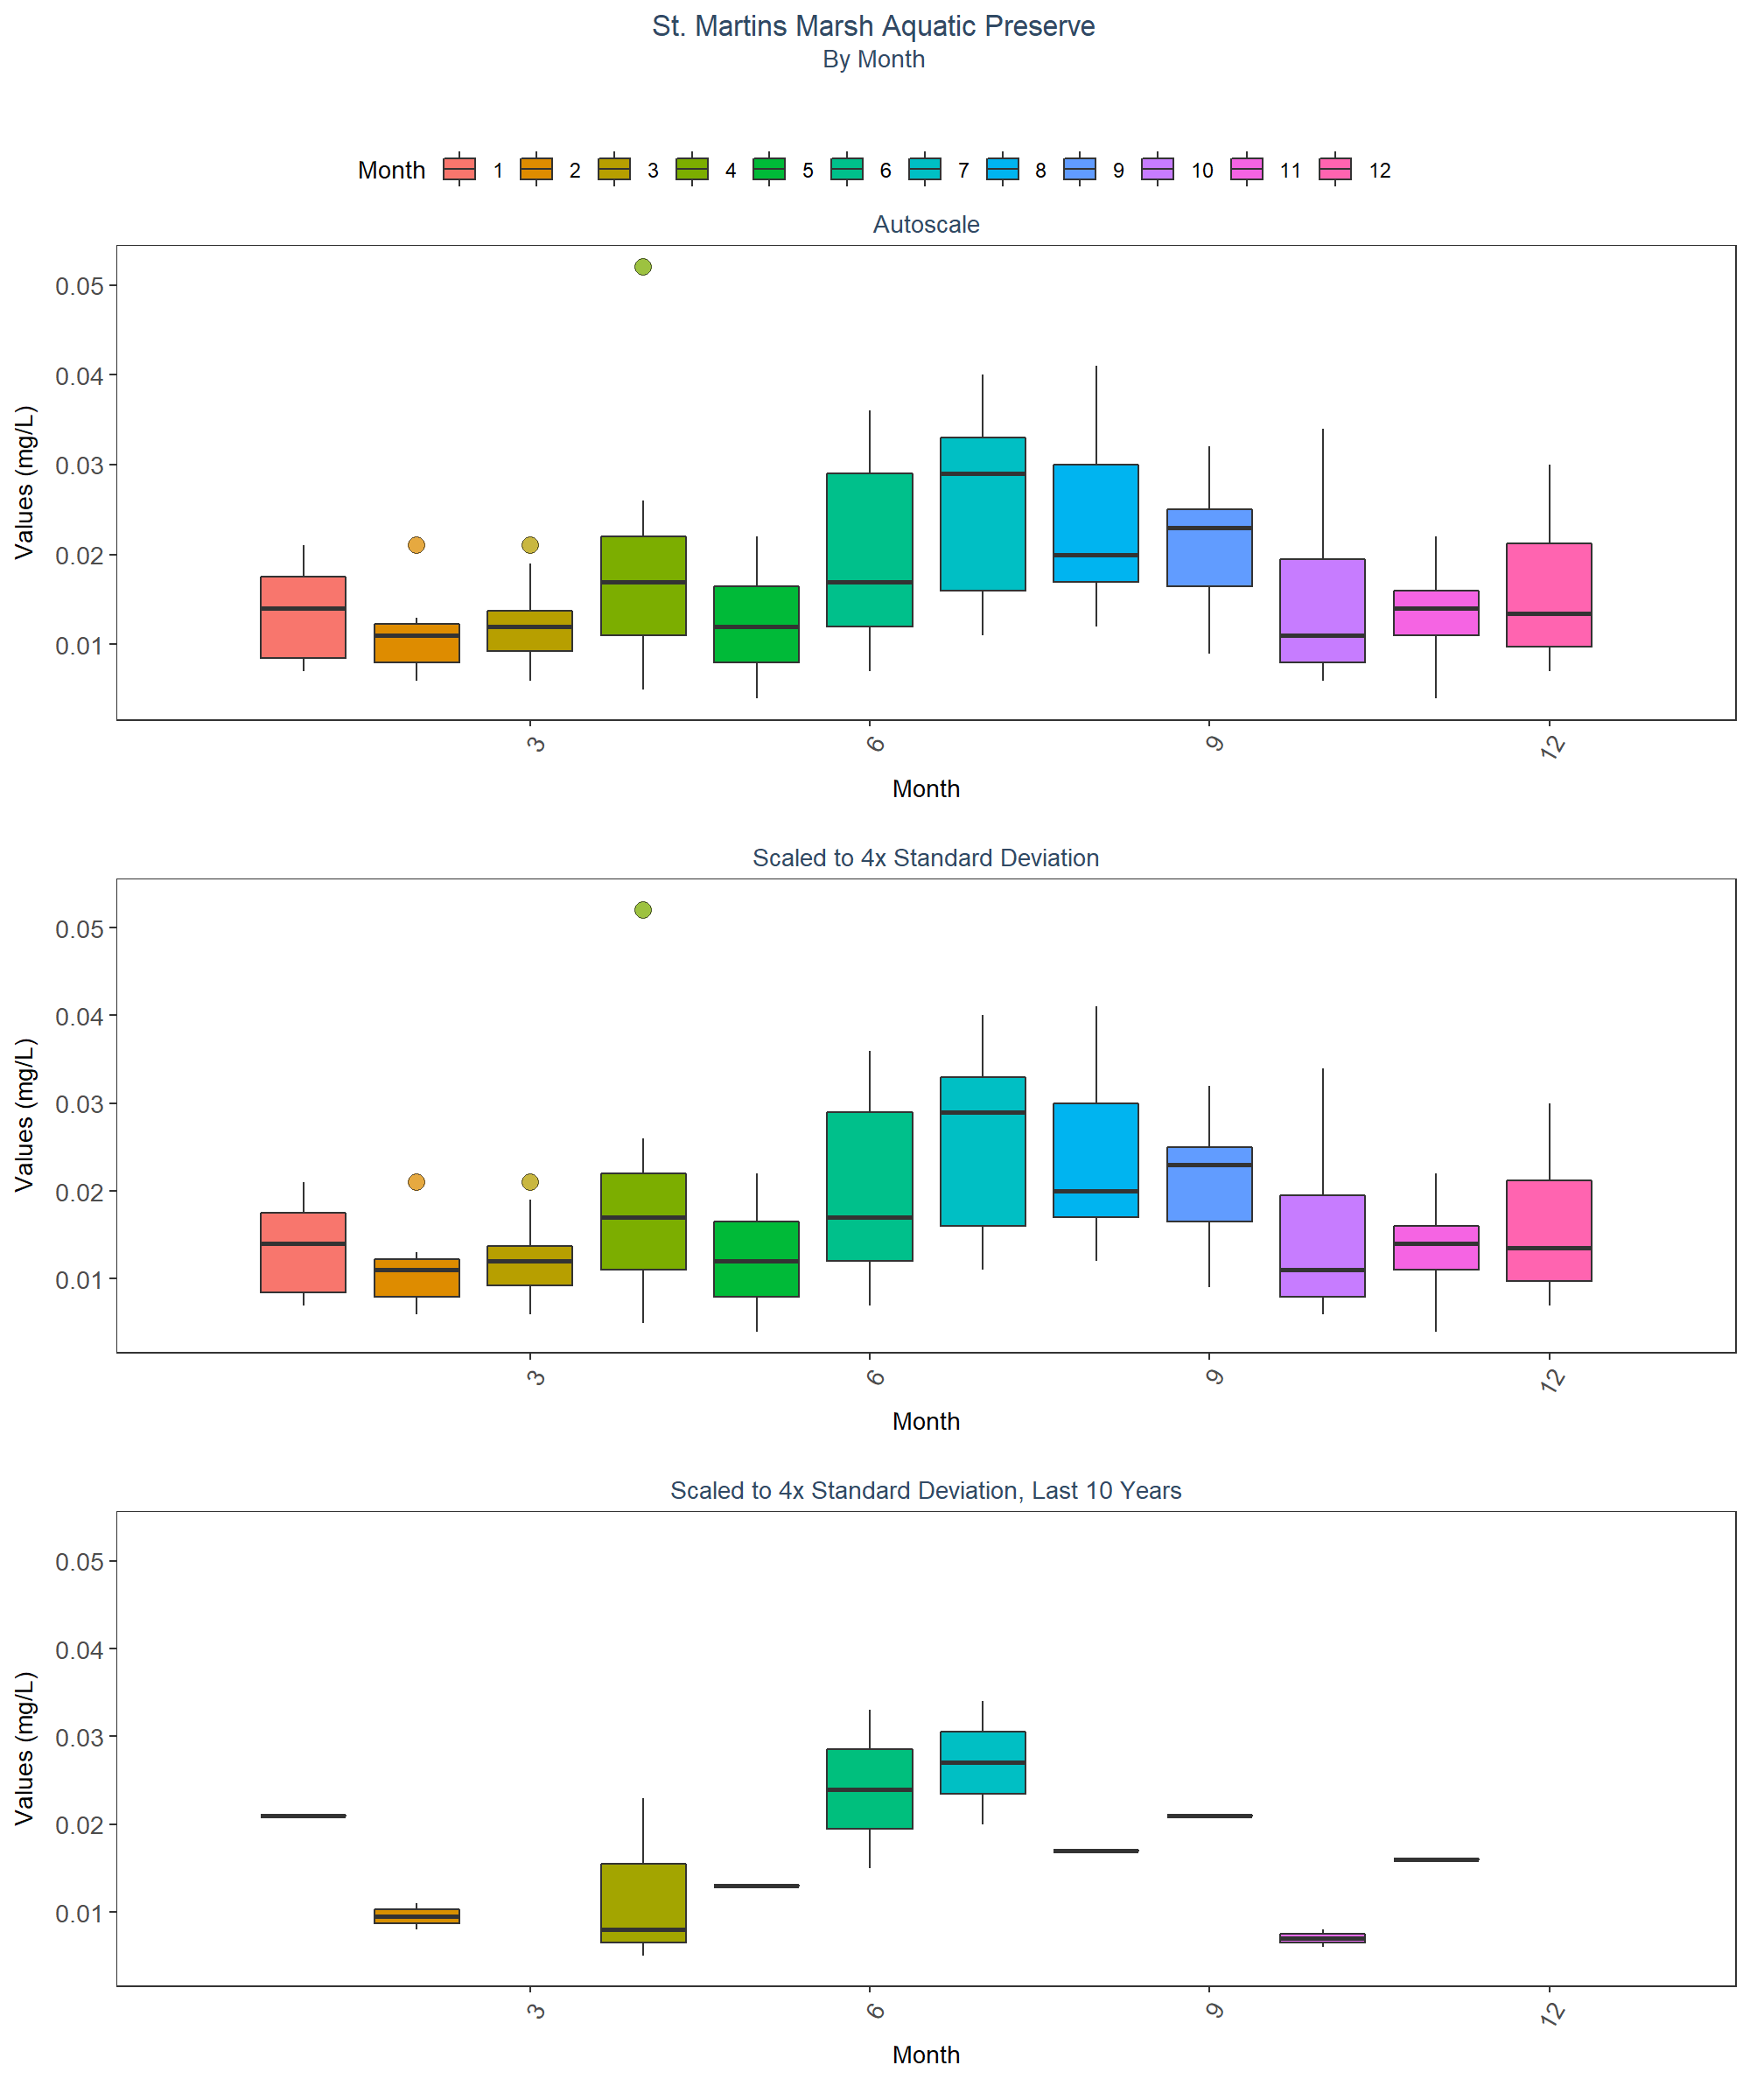 St. Martins Marsh Aquatic Preserve
By Month
Month 1 2 3 4 5 6 7 8 9 10 11 12
Autoscale
Values (mg/L)
0.05
0.04
0.03
0.02
0.01
3 6 9 12
Month
Scaled to 4x Standard Deviation
Values (mg/L)
0.05
0.04
0.03
0.02
0.01
3 6 9 12
Month
Scaled to 4x Standard Deviation, Last 10 Years
Values (mg/L)
0.05
0.04
0.03
0.02
0.01
3 6 9 12
Month